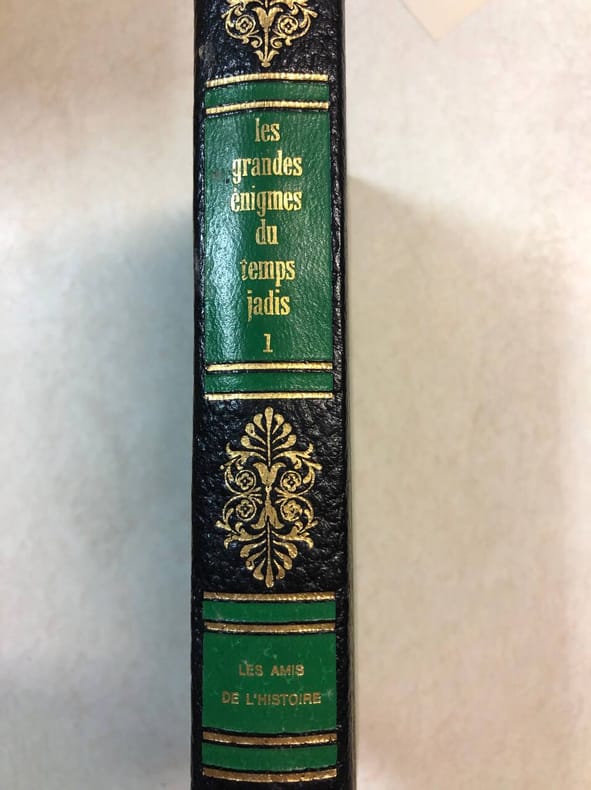 les
grandes
énigmes
du
temps
jadis
1
LES AMIS
DE L'HISTOIRE